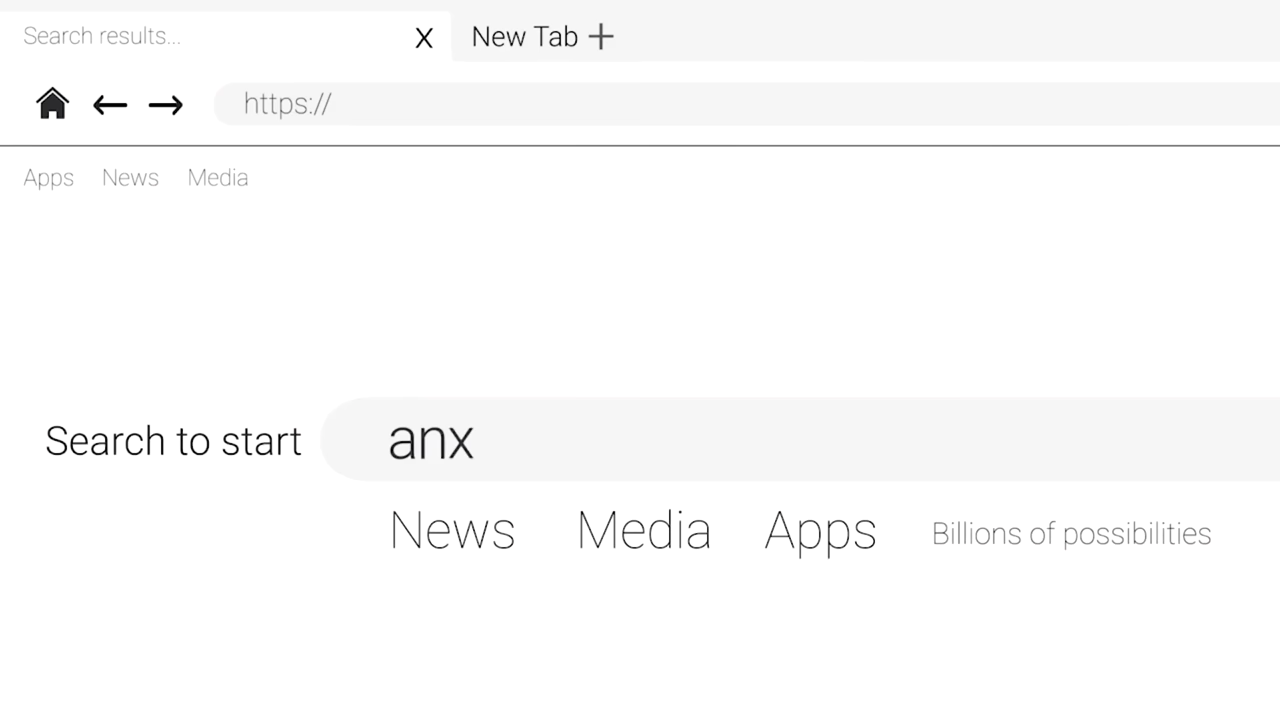 Search results... X New Tab +
https://
Apps News Media
Search to start anx
News Media Apps Billions of possibilities